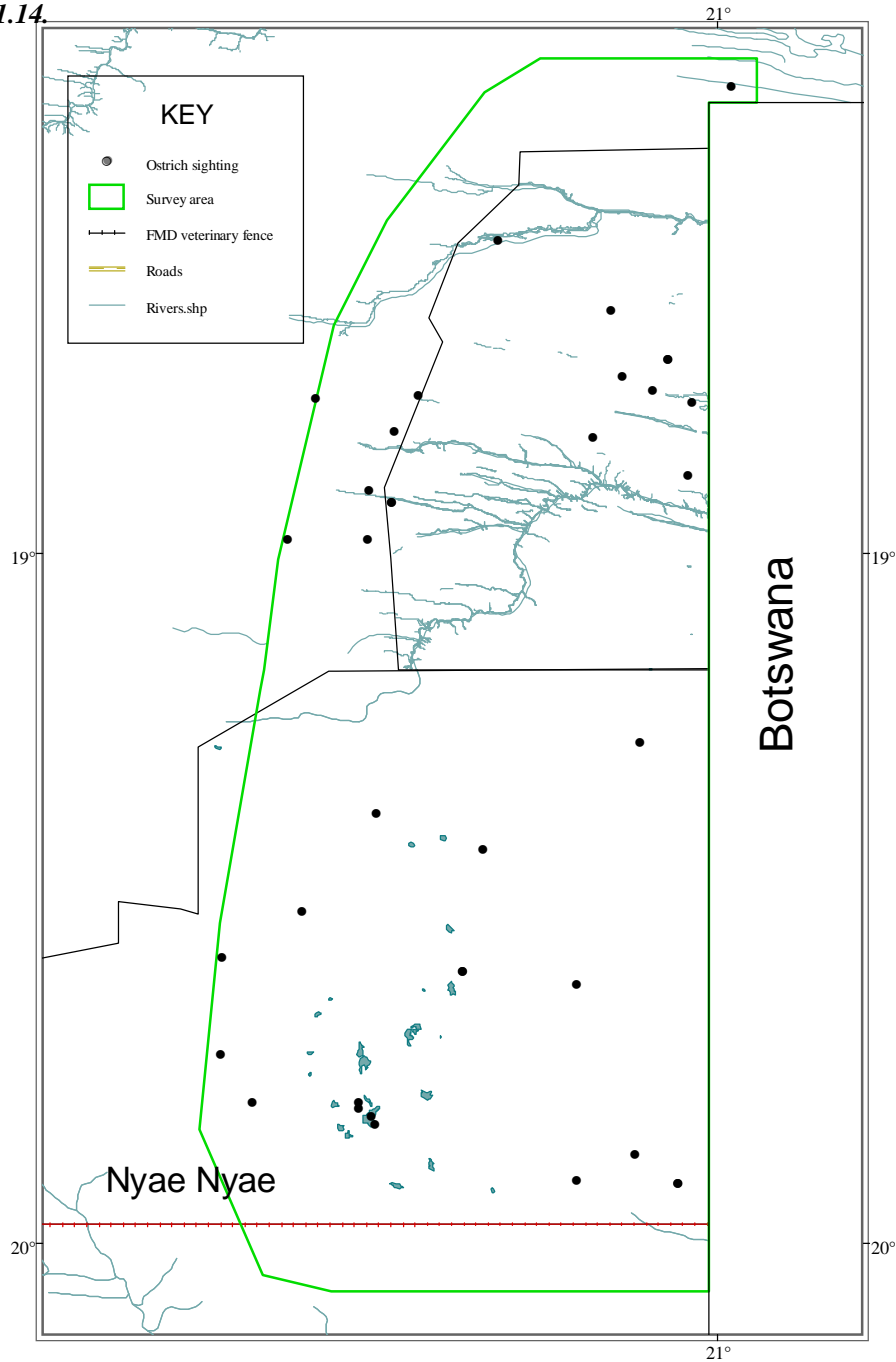 1.14.
21°
KEY
Ostrich sighting
Survey area
FMD veterinary fence
Roads
Rivers.shp
19°
19°
Botswana
Nyae Nyae
20°
20°
21°